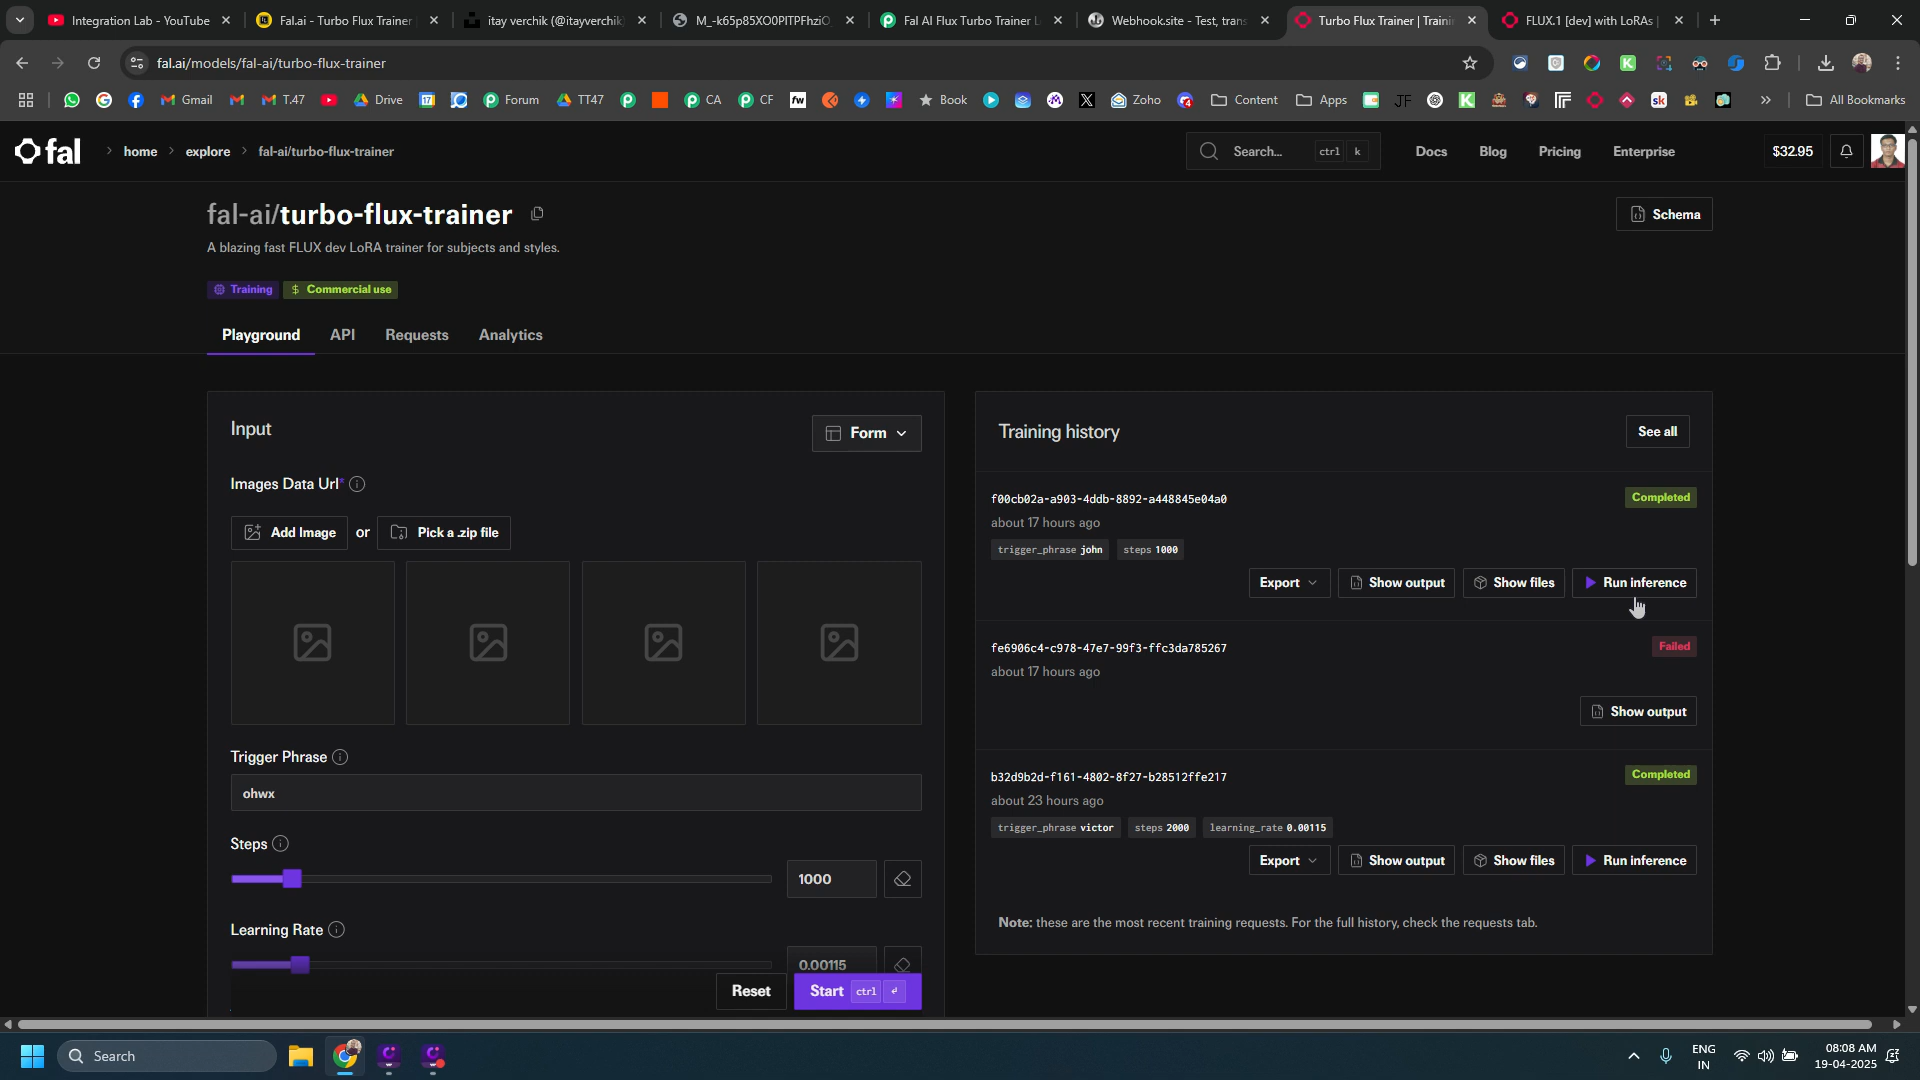 Integration Lab - YouTube
Fal.ai - Turbo Flux Trainer
itay verchik (@itayverchik
M_-k65p85XO0PlTPFhziO
Fal AI Flux Turbo Trainer L
Webhook.site - Test, trans
Turbo Flux Trainer | Traini
FLUX.1 [dev] with LoRAs |
fal.ai/models/fal-ai/turbo-flux-trainer
Gmail
T.47
Drive
Forum
TT47
CA
CF
fw
Book
Zoho
Content
Apps
JF
sk
All Bookmarks
fal
home
explore
fal-ai/turbo-flux-trainer
Search...
ctrl
k
Docs
Blog
Pricing
Enterprise
$32.95
fal-ai/turbo-flux-trainer
Schema
A blazing fast FLUX dev LoRA trainer for subjects and styles.
Training
$ Commercial use
Playground
API
Requests
Analytics
Input
Form
Images Data Url*
Add Image
or
Pick a .zip file
Trigger Phrase
ohwx
Steps
1000
Learning Rate
0.00115
Reset
Start
ctrl
Training history
See all
f00cb02a-a903-4ddb-8892-a448845e04a0
Completed
about 17 hours ago
trigger_phrase john
steps 1000
Export
Show output
Show files
Run inference
fe6906c4-c978-47e7-99f3-ffc3da785267
Failed
about 17 hours ago
Show output
b32d9b2d-f161-4802-8f27-b28512ffe217
Completed
about 23 hours ago
trigger_phrase victor
steps 2000
learning_rate 0.00115
Export
Show output
Show files
Run inference
Note: these are the most recent training requests. For the full history, check the requests tab.
Search
ENG
IN
08:08 AM
19-04-2025